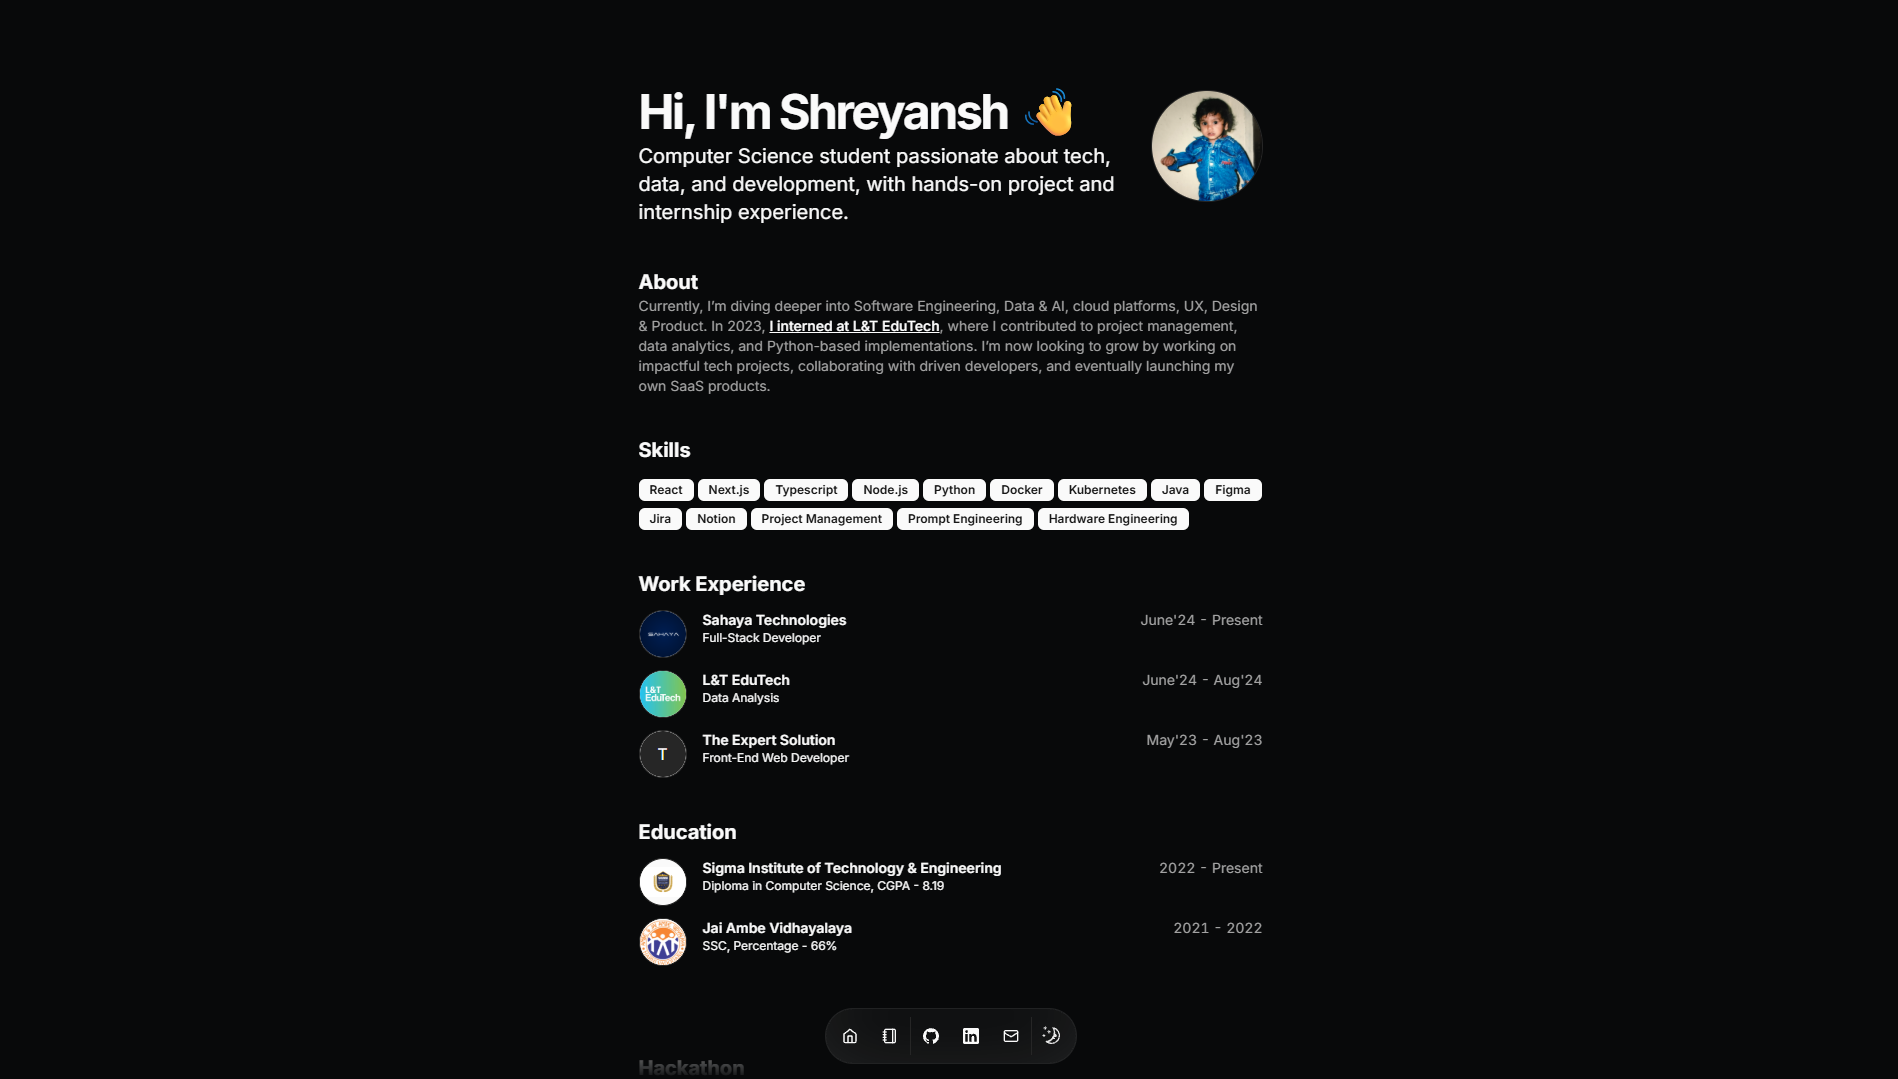 Hi, I'm Shreyansh 👋
Computer Science student passionate about tech,
data, and development, with hands-on project and
internship experience.
About
Currently, I’m diving deeper into Software Engineering, Data & AI, cloud platforms, UX, Design
& Product. In 2023, I interned at L&T EduTech, where I contributed to project management,
data analytics, and Python-based implementations. I’m now looking to grow by working on
impactful tech projects, collaborating with driven developers, and eventually launching my
own SaaS products.
Skills
React Next.js Typescript Node.js Python Docker Kubernetes Java Figma
Jira Notion Project Management Prompt Engineering Hardware Engineering
Work Experience
SAHAYA
Sahaya Technologies June'24 - Present
Full-Stack Developer
L&T
EduTech
L&T EduTech June'24 - Aug'24
Data Analysis
T
The Expert Solution May'23 - Aug'23
Front-End Web Developer
Education
Sigma Institute of Technology & Engineering 2022 - Present
Diploma in Computer Science, CGPA - 8.19
Jai Ambe Vidhayalaya 2021 - 2022
SSC, Percentage - 66%
in
Hackathon